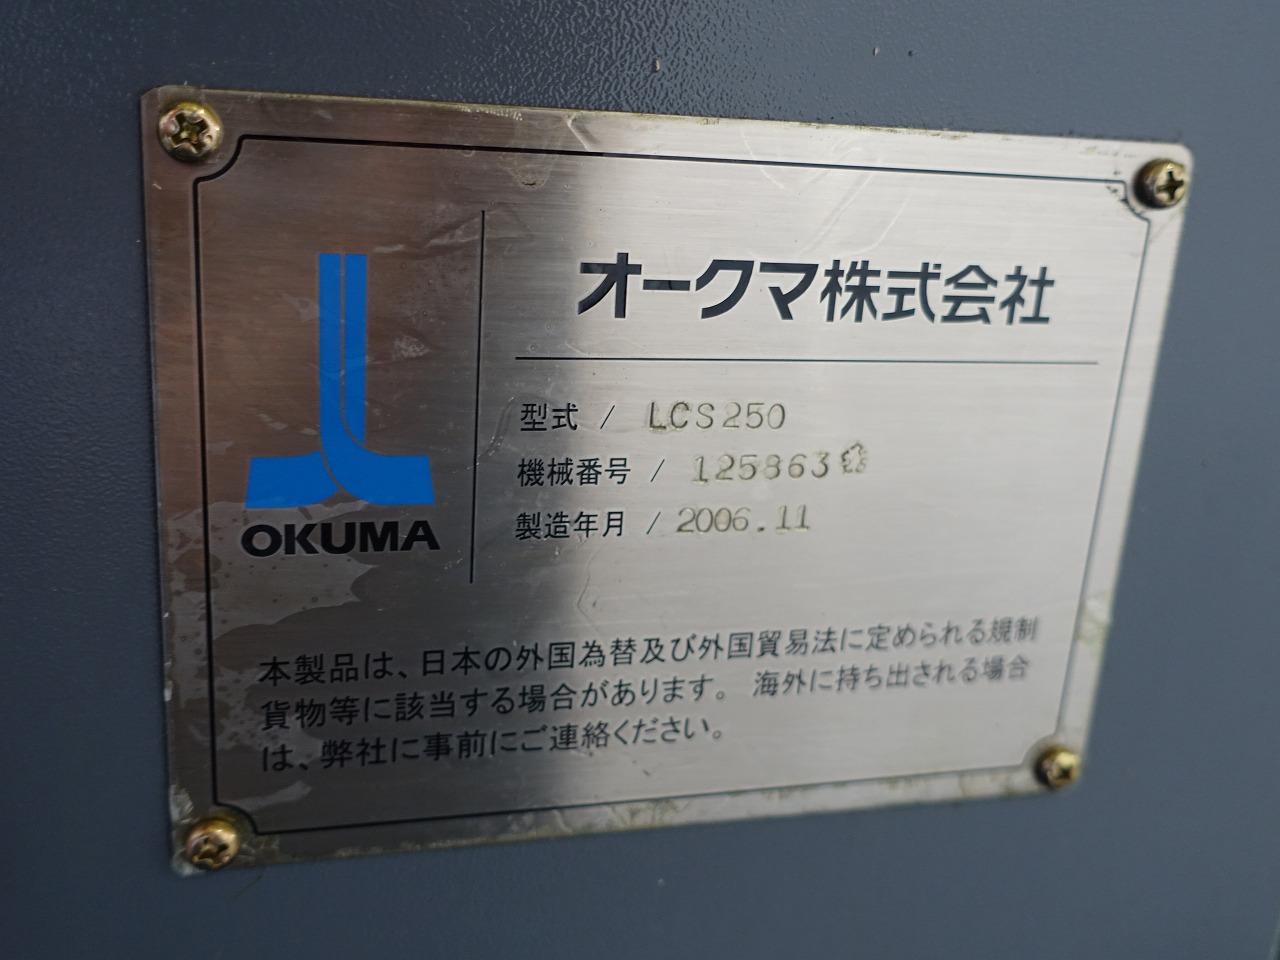 オークマ株式会社
OKUMA
型式 / LCS250
機械番号 / 125863
製造年月 / 2006.11
本製品は、日本の外国為替及び外国貿易法に定められる規制
貨物等に該当する場合があります。 海外に持ち出される場合
は、弊社に事前にご連絡ください。